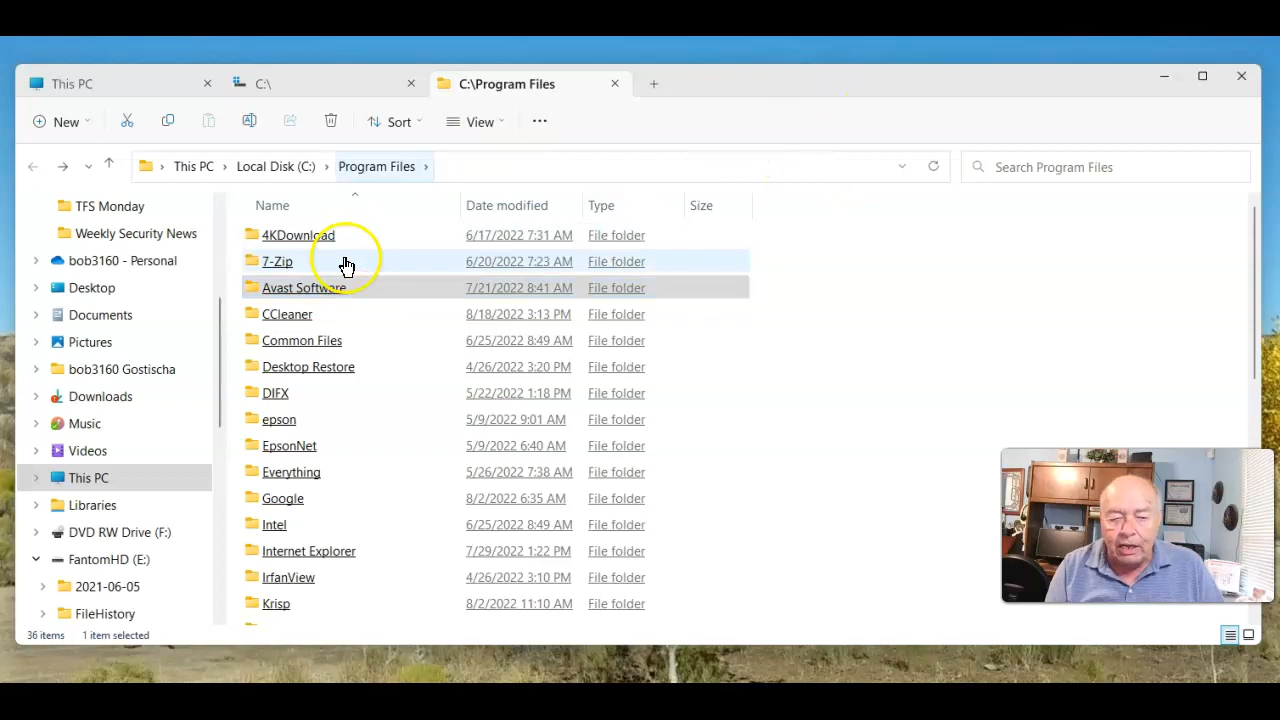 This PC C:\ C:\Program Files
New Sort View
This PC Local Disk (C:) Program Files Search Program Files
TFS Monday
Weekly Security News
bob3160 - Personal
Desktop
Documents
Pictures
bob3160 Gostischa
Downloads
Music
Videos
This PC
Libraries
DVD RW Drive (F:)
FantomHD (E:)
2021-06-05
FileHistory
Name Date modified Type Size
4KDownload 6/17/2022 7:31 AM File folder
7-Zip 6/20/2022 7:23 AM File folder
Avast Software 7/21/2022 8:41 AM File folder
CCleaner 8/18/2022 3:13 PM File folder
Common Files 6/25/2022 8:49 AM File folder
Desktop Restore 4/26/2022 3:20 PM File folder
DIFX 5/22/2022 1:18 PM File folder
epson 5/9/2022 9:01 AM File folder
EpsonNet 5/9/2022 6:40 AM File folder
Everything 5/26/2022 7:38 AM File folder
Google 8/2/2022 6:35 AM File folder
Intel 6/25/2022 8:49 AM File folder
Internet Explorer 7/29/2022 1:22 PM File folder
IrfanView 4/26/2022 3:10 PM File folder
Krisp 8/2/2022 11:10 AM File folder
36 items 1 item selected